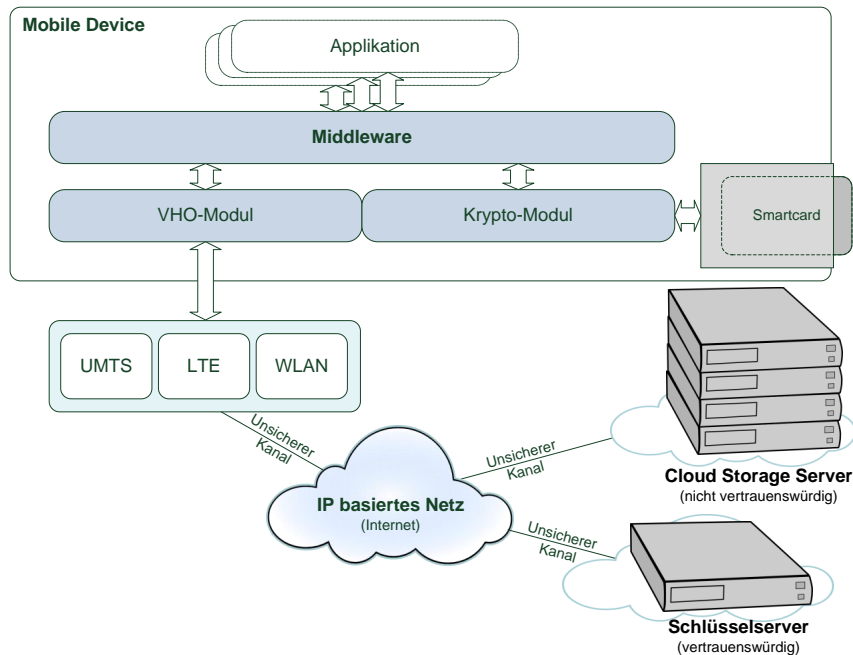 Mobile Device
Applikation
Middleware
VHO-Modul
Krypto-Modul
Smartcard
UMTS
LTE
WLAN
Unsicherer
Kanal
Unsicherer
Kanal
Cloud Storage Server
(nicht vertrauenswürdig)
IP basiertes Netz
(Internet)
Unsicherer
Kanal
Schlüsselserver
(vertrauenswürdig)